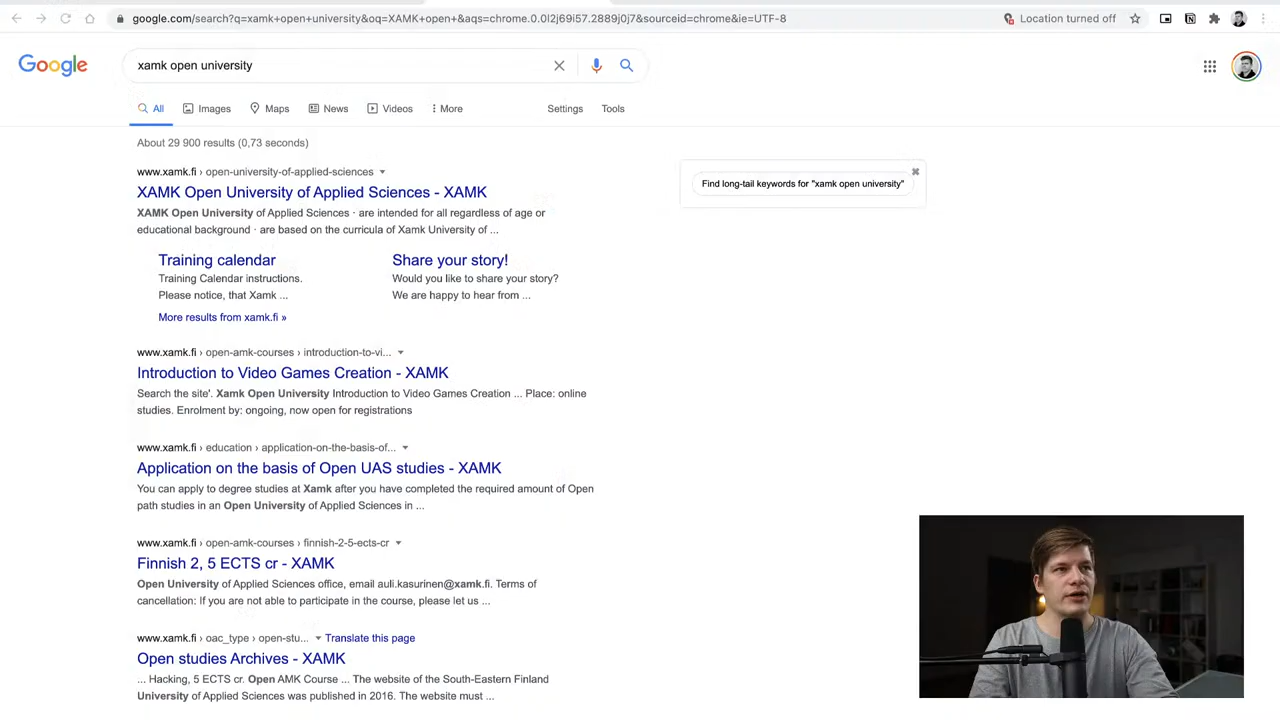 google.com/search?q=xamk+open+university&oq=XAMK+open+&aqs=chrome.0.0l2j69i57.2889j0j7&sourceid=chrome&ie=UTF-8
Location turned off
Google
xamk open university
All
Images
Maps
News
Videos
More
Settings
Tools
About 29 900 results (0,73 seconds)
www.xamk.fi › open-university-of-applied-sciences
XAMK Open University of Applied Sciences - XAMK
XAMK Open University of Applied Sciences · are intended for all regardless of age or
educational background · are based on the curricula of Xamk University of ...
Training calendar
Training Calendar instructions.
Please notice, that Xamk ...
Share your story!
Would you like to share your story?
We are happy to hear from ...
More results from xamk.fi »
Find long-tail keywords for "xamk open university"
www.xamk.fi › open-amk-courses › introduction-to-vi...
Introduction to Video Games Creation - XAMK
Search the site'. Xamk Open University Introduction to Video Games Creation ... Place: online
studies. Enrolment by: ongoing, now open for registrations
www.xamk.fi › education › application-on-the-basis-of...
Application on the basis of Open UAS studies - XAMK
You can apply to degree studies at Xamk after you have completed the required amount of Open
path studies in an Open University of Applied Sciences in ...
www.xamk.fi › open-amk-courses › finnish-2-5-ects-cr
Finnish 2, 5 ECTS cr - XAMK
Open University of Applied Sciences office, email auli.kasurinen@xamk.fi. Terms of
cancellation: If you are not able to participate in the course, please let us ...
www.xamk.fi › oac_type › open-stu... Translate this page
Open studies Archives - XAMK
... Hacking, 5 ECTS cr. Open AMK Course ... The website of the South-Eastern Finland
University of Applied Sciences was published in 2016. The website must ...